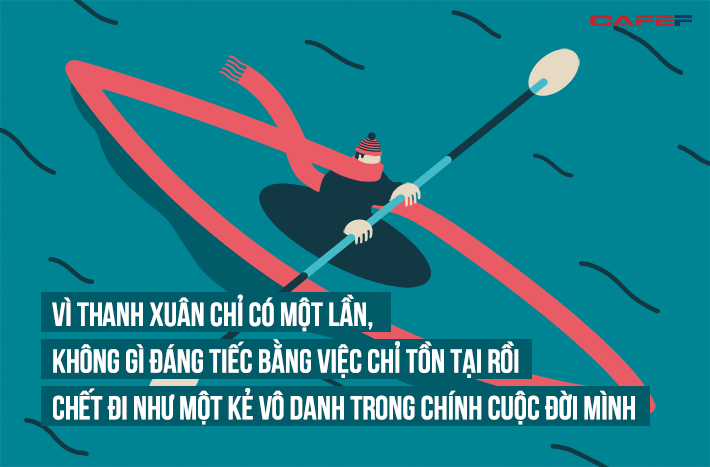 CAFEF
VÌ THANH XUÂN CHỈ CÓ MỘT LẦN,
KHÔNG GÌ ĐÁNG TIẾC BẰNG VIỆC CHỈ TỒN TẠI RỒI
CHẾT ĐI NHƯ MỘT KẺ VÔ DANH TRONG CHÍNH CUỘC ĐỜI MÌNH